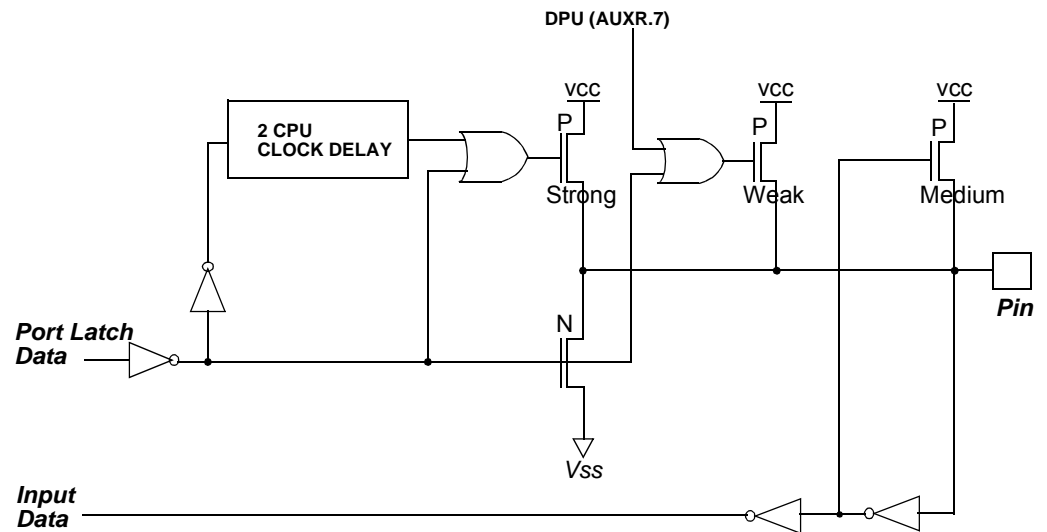 DPU (AUXR.7)
VCC
VCC
VCC
2 CPU
CLOCK DELAY
P
P
P
Strong
Weak
Medium
Pin
N
Port Latch
Data
Vss
Input
Data